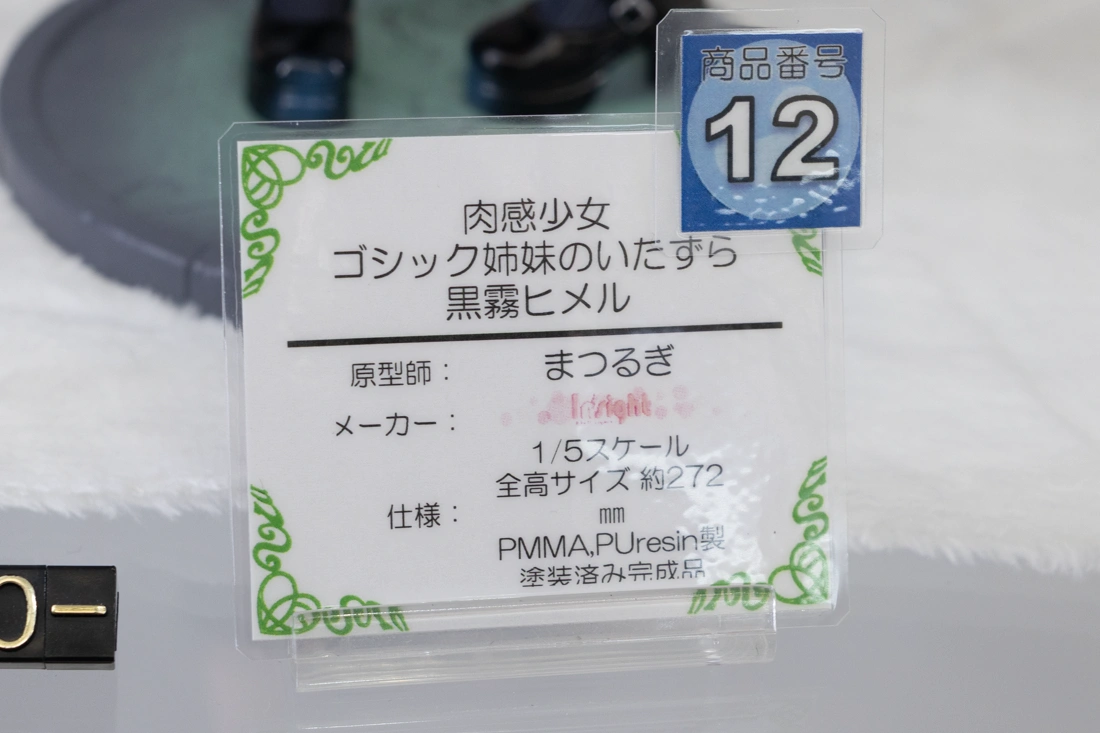 商品番号
12
肉感少女
ゴシック姉妹のいたずら
黒霧ヒメル
原型師： まつるぎ
メーカー： Insight
1/5スケール
全高サイズ 約272
仕様： ㎜
PMMA,PUresin製
塗装済み完成品